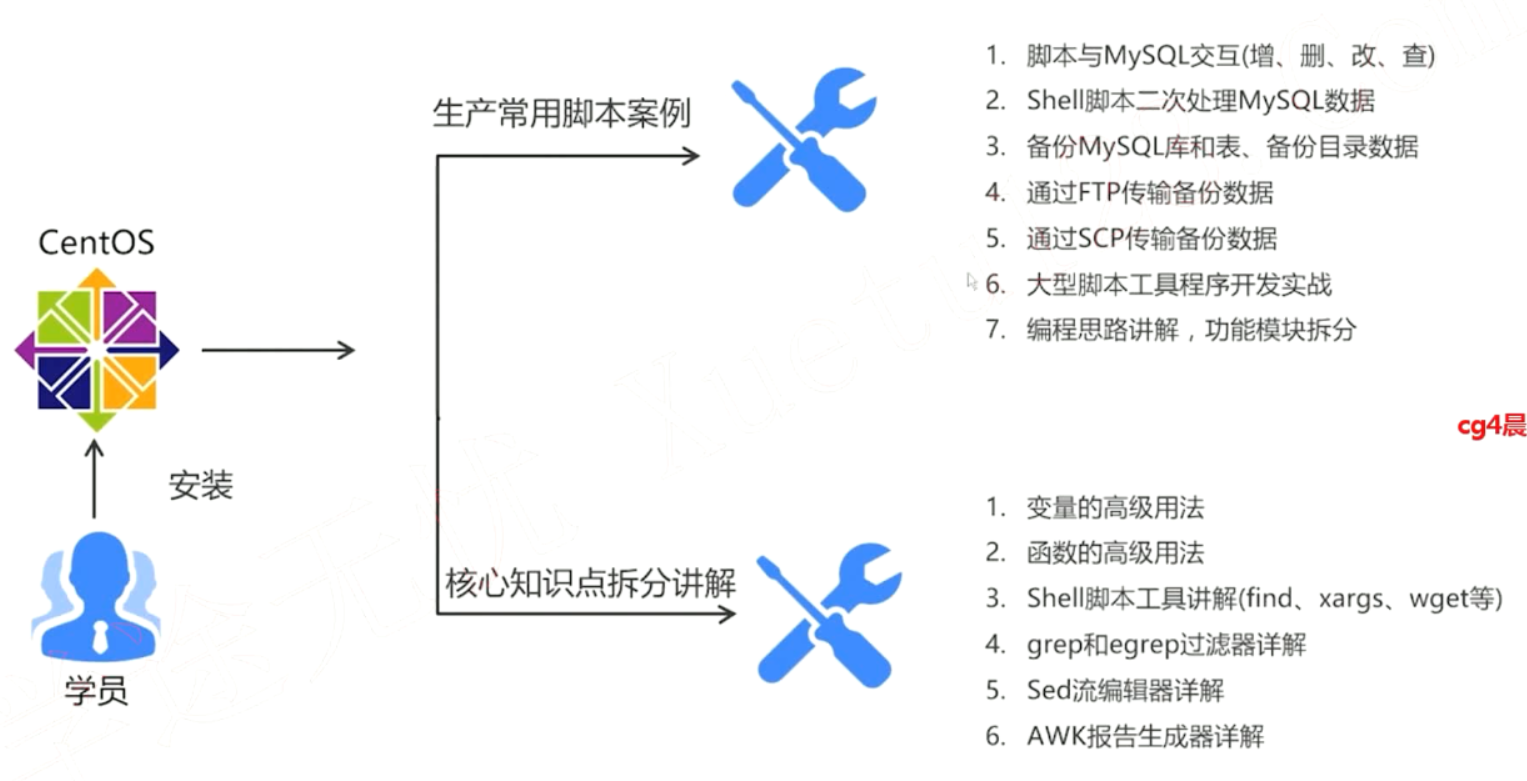 生产常用脚本案例
1. 脚本与MySQL交互(增、删、改、查)
2. Shell脚本二次处理MySQL数据
3. 备份MySQL库和表、备份目录数据
4. 通过FTP传输备份数据
5. 通过SCP传输备份数据
6. 大型脚本工具程序开发实战
7. 编程思路讲解，功能模块拆分
CentOS
安装
学员
cg4晨
核心知识点拆分讲解
1. 变量的高级用法
2. 函数的高级用法
3. Shell脚本工具讲解(find、xargs、wget等)
4. grep和egrep过滤器详解
5. Sed流编辑器详解
6. AWK报告生成器详解